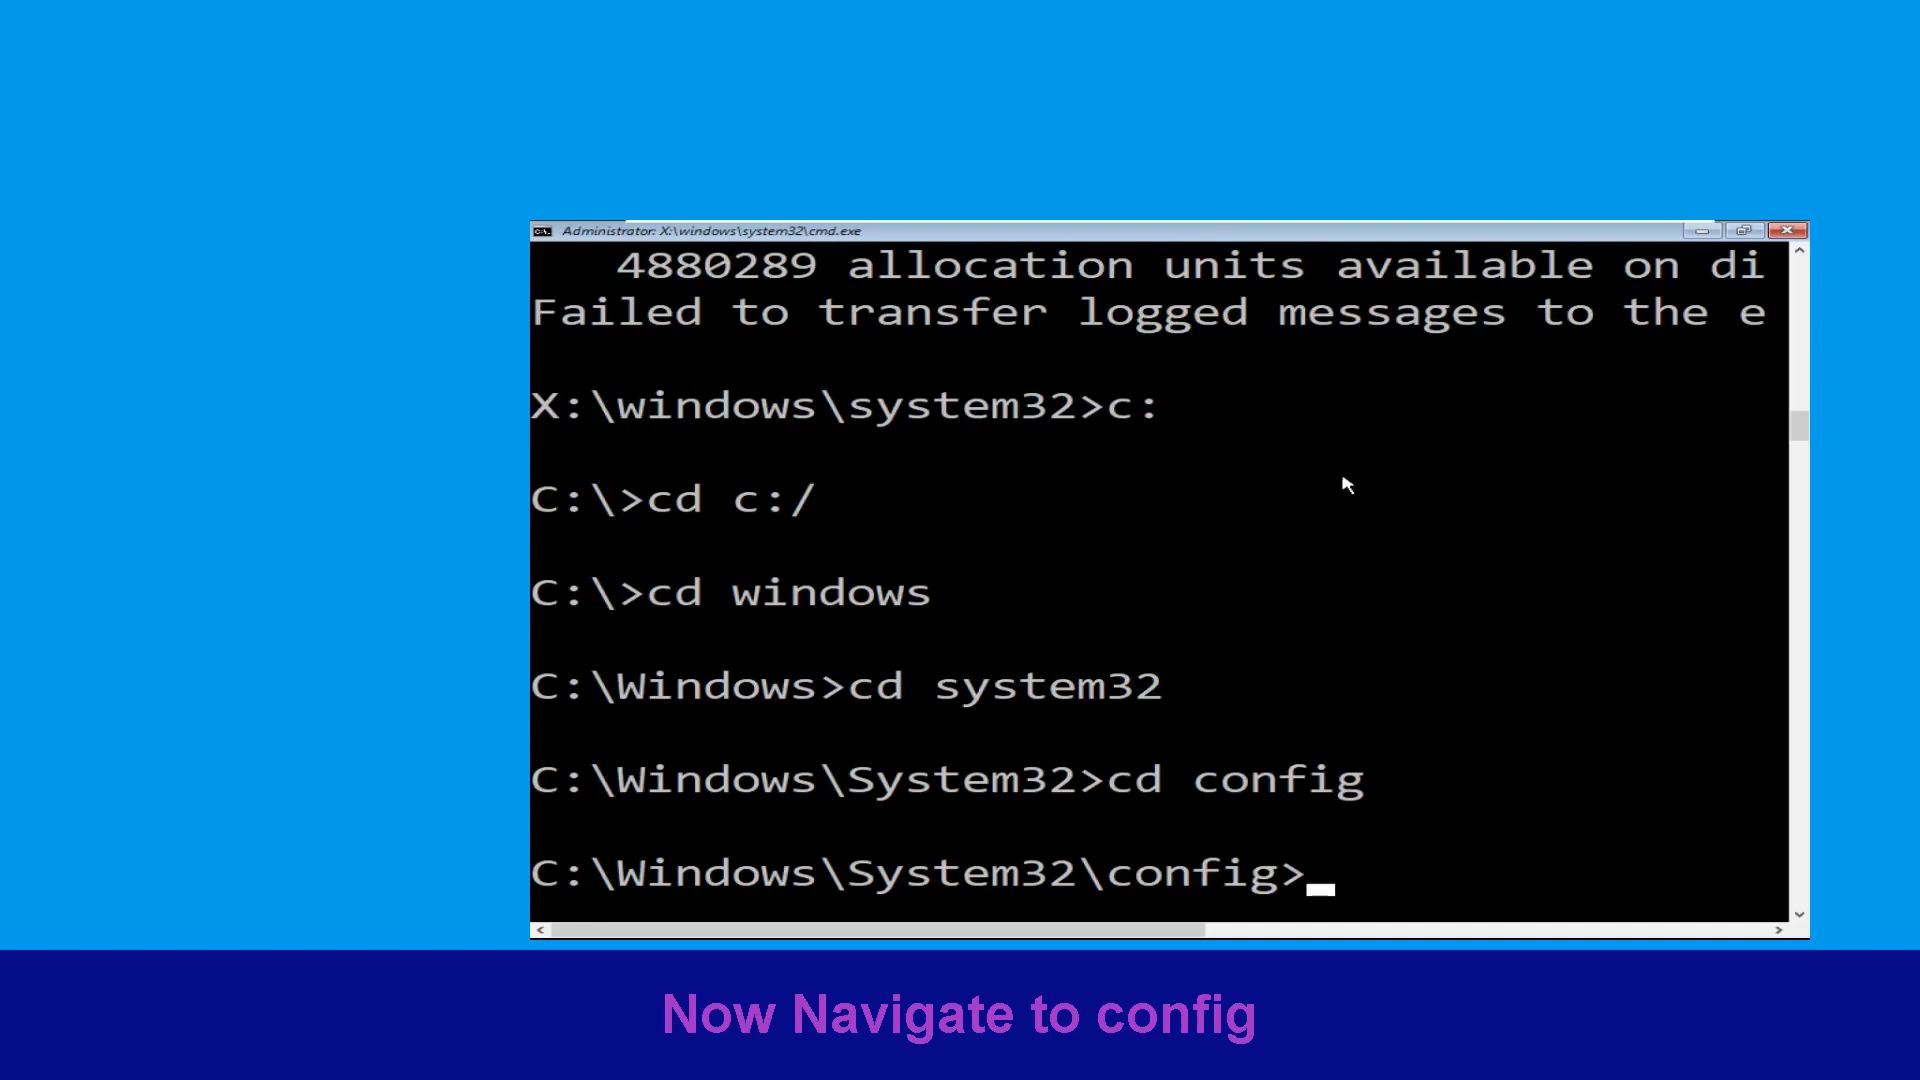 Administrator: X:\windows\system32\cmd.exe
4880289 allocation units available on di
Failed to transfer logged messages to the e
X:\windows\system32>c:
C:\>cd c:/
C:\>cd windows
C:\Windows>cd system32
C:\Windows\System32>cd config
C:\Windows\System32\config>
Now Navigate to config